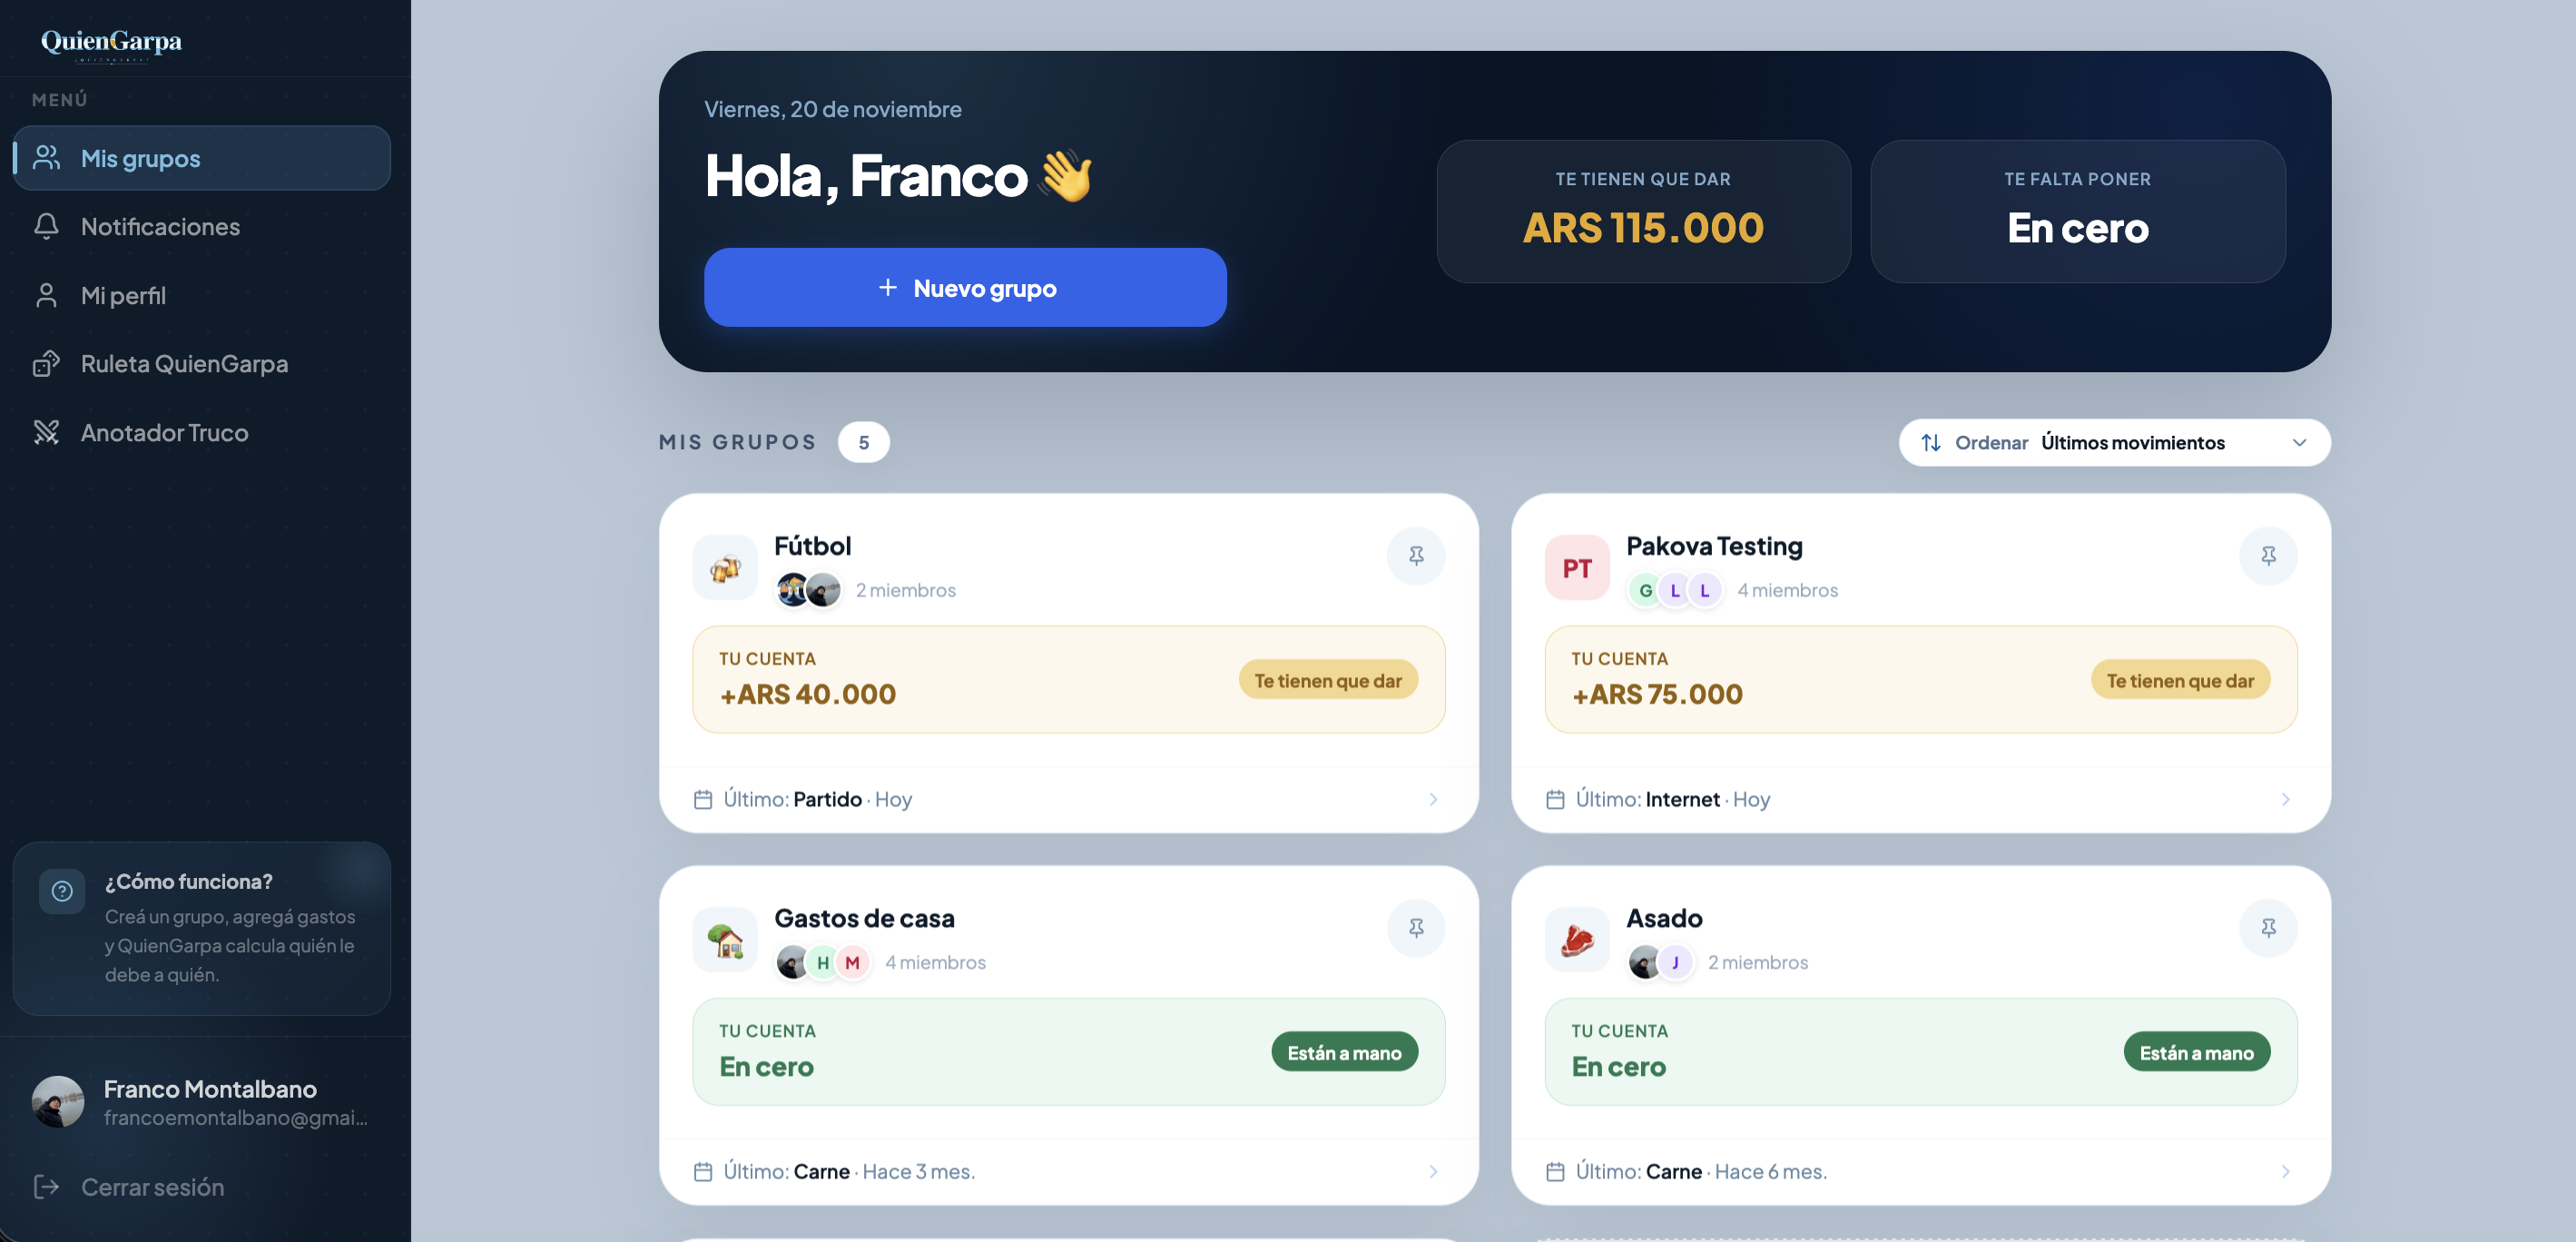 QuienGarpa
MENÚ
Mis grupos
Notificaciones
Mi perfil
Ruleta QuienGarpa
Anotador Truco
¿Cómo funciona?
Creá un grupo, agregá gastos
y QuienGarpa calcula quién le
debe a quién.
Franco Montalbano
francoemontalbano@gmai...
Cerrar sesión
Viernes, 20 de noviembre
Hola, Franco 👋
+ Nuevo grupo
TE TIENEN QUE DAR
ARS 115.000
TE FALTA PONER
En cero
MIS GRUPOS 5
Ordenar Últimos movimientos
Fútbol
2 miembros
TU CUENTA
+ARS 40.000
Te tienen que dar
Último: Partido · Hoy
PT
Pakova Testing
G L L 4 miembros
TU CUENTA
+ARS 75.000
Te tienen que dar
Último: Internet · Hoy
Gastos de casa
H M 4 miembros
TU CUENTA
En cero
Están a mano
Último: Carne · Hace 3 mes.
Asado
J 2 miembros
TU CUENTA
En cero
Están a mano
Último: Carne · Hace 6 mes.